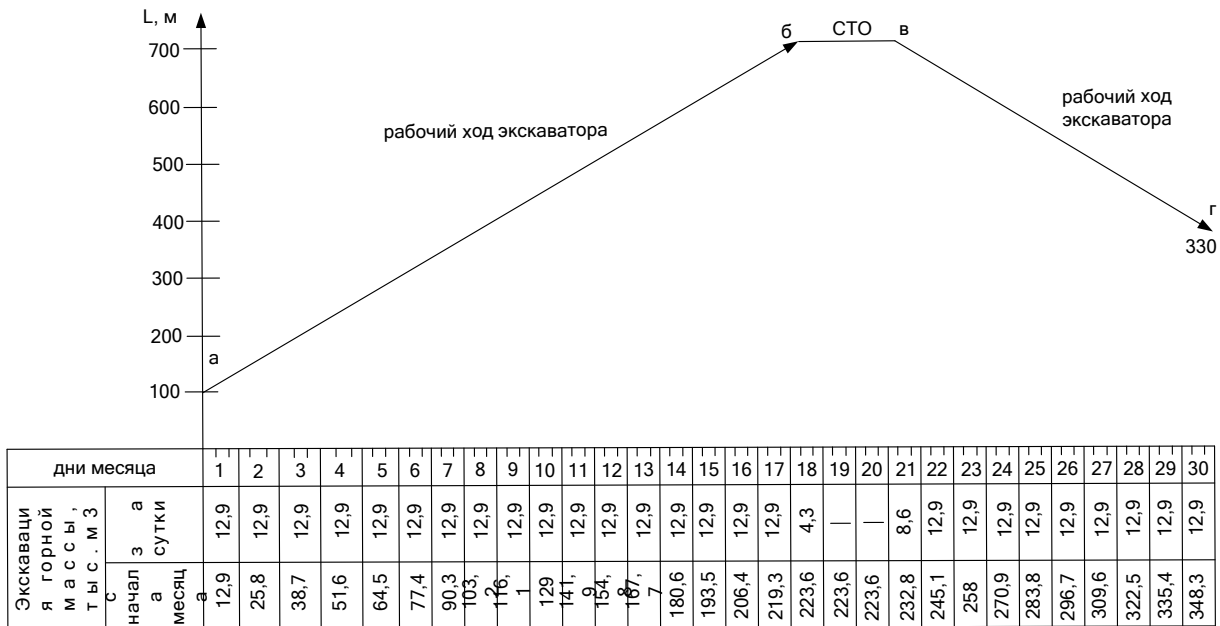 L, м
700
600
500
400
300
200
100
а
б СТО в
рабочий ход экскаватора
рабочий ход
экскаватора
г
330
дни месяца 1 2 3 4 5 6 7 8 9 10 11 12 13 14 15 16 17 18 19 20 21 22 23 24 25 26 27 28 29 30
Экскаваци
я горной
массы,
тыс.м3
за
сутки
12,9 12,9 12,9 12,9 12,9 12,9 12,9 12,9 12,9 12,9 12,9 12,9 12,9 12,9 12,9 12,9 12,9 4,3 — — 8,6 12,9 12,9 12,9 12,9 12,9 12,9 12,9 12,9 12,9
с
начал
а
месяц
а
12,9 25,8 38,7 51,6 64,5 77,4 90,3 103,2 116,1 129 141,9 154,8 167,7 180,6 193,5 206,4 219,3 223,6 223,6 223,6 232,8 245,1 258 270,9 283,8 296,7 309,6 322,5 335,4 348,3